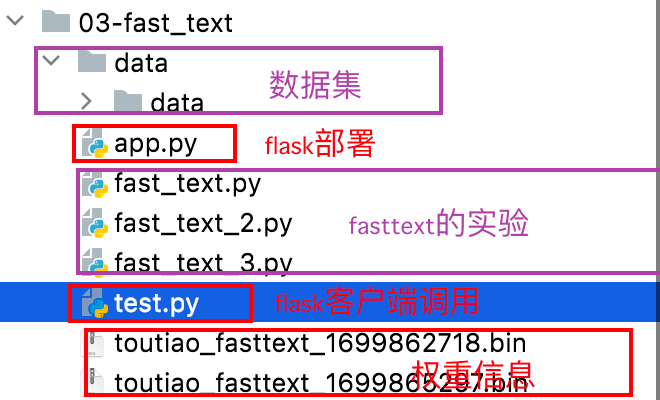 03-fast_text
data
数据集
data
app.py
flask部署
fast_text.py
fast_text_2.py
fasttext的实验
fast_text_3.py
test.py
flask客户端调用
toutiao_fasttext_1699862718.bin
toutiao_fasttext_1699865297.bin
权重信息